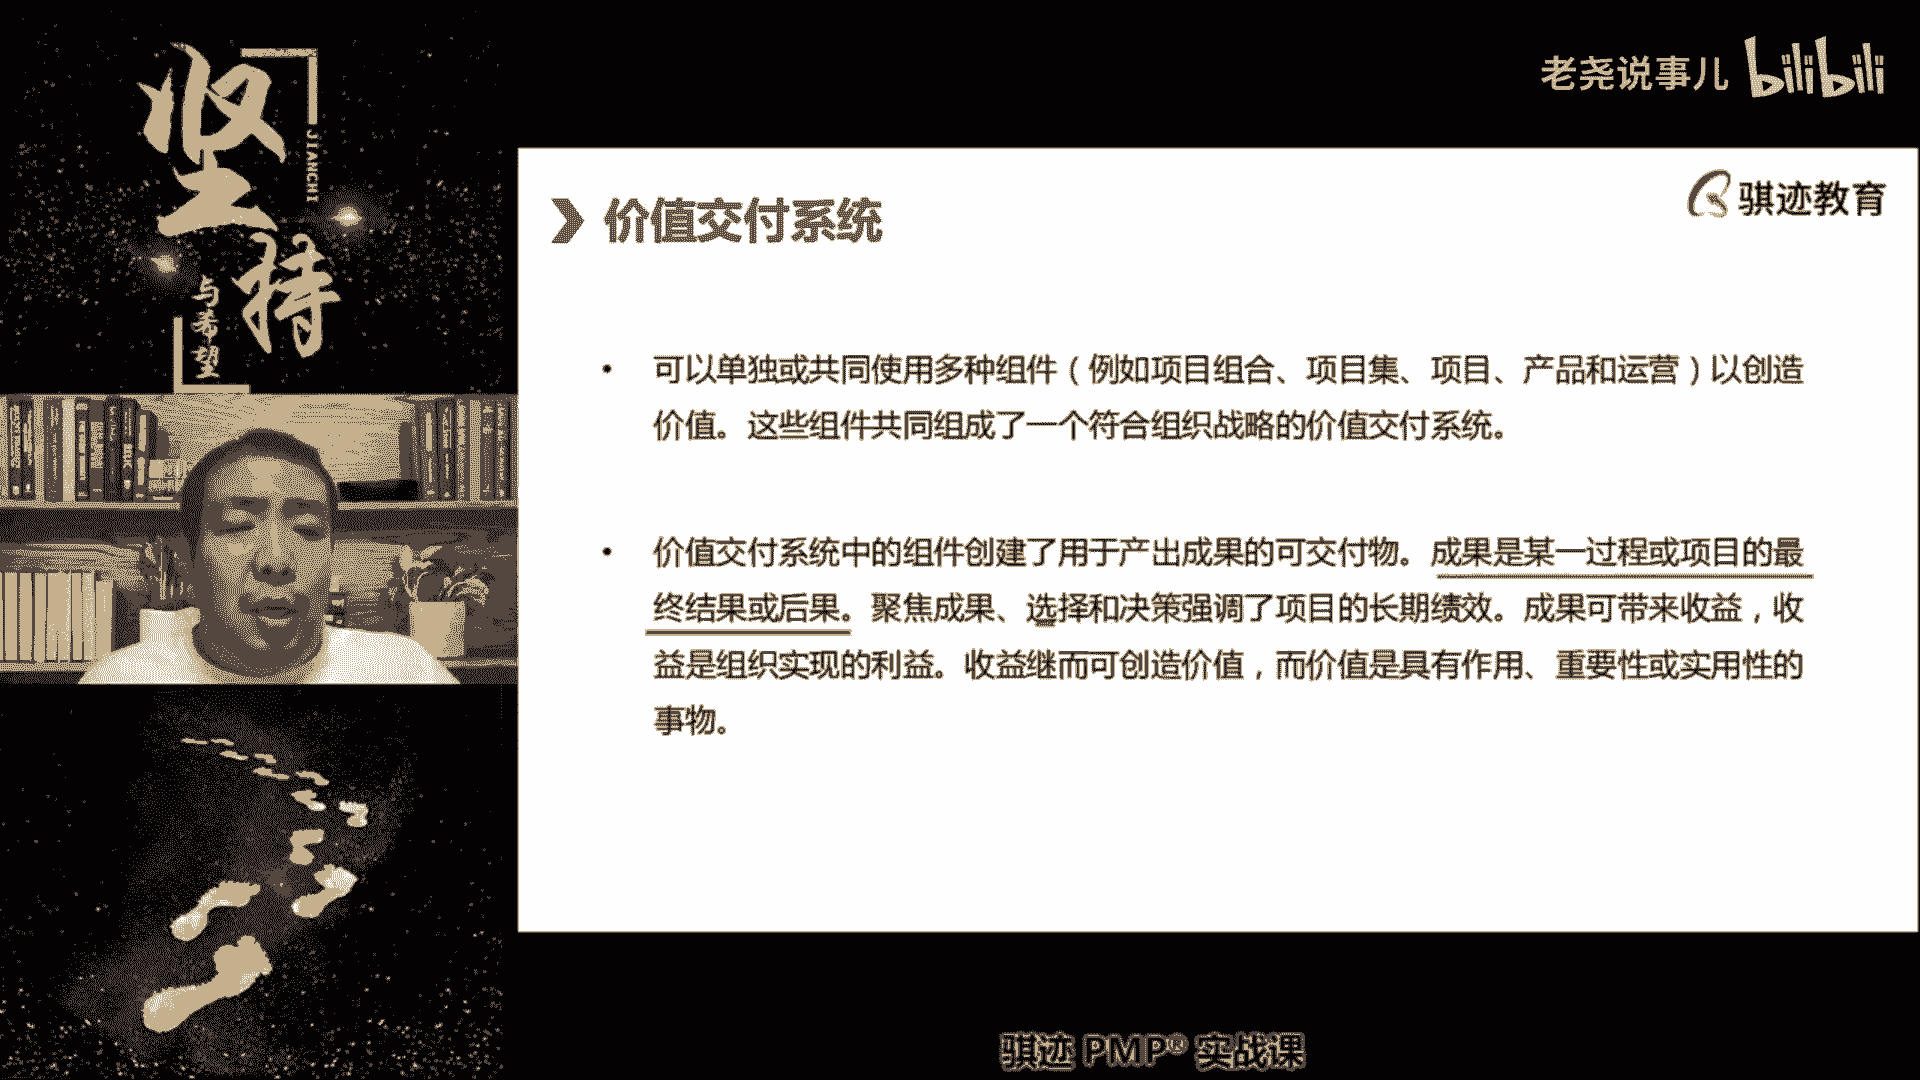 坚持
JIANCHI
与希望
老尧说事儿 bilibili
骐迹教育
价值交付系统
• 可以单独或共同使用多种组件（例如项目组合、项目集、项目、产品和运营）以创造
价值。这些组件共同组成了一个符合组织战略的价值交付系统。
• 价值交付系统中的组件创建了用于产出成果的可交付物。成果是某一过程或项目的最
终结果或后果。聚焦成果、选择和决策强调了项目的长期绩效。成果可带来收益，收
益是组织实现的利益。收益继而可创造价值，而价值是具有作用、重要性或实用性的
事物。
骐迹 PMP® 实战课